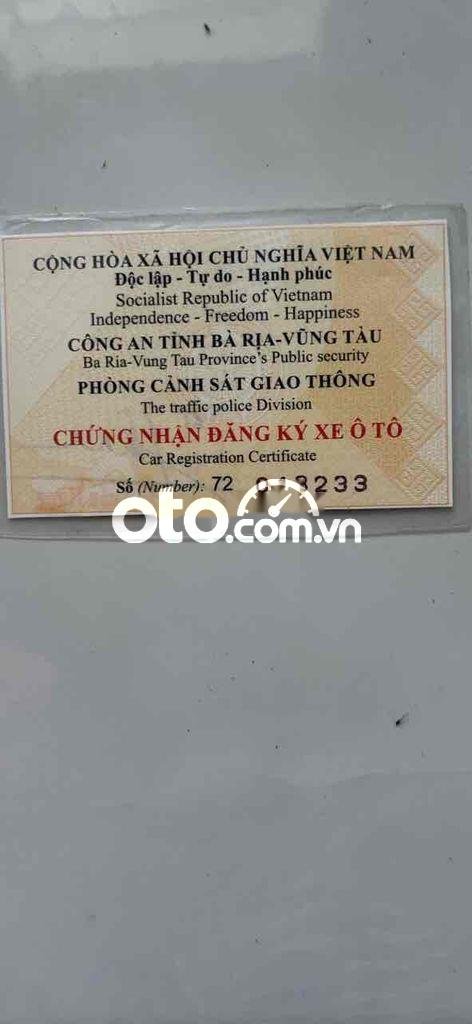 CỘNG HÒA XÃ HỘI CHỦ NGHĨA VIỆT NAM
Độc lập - Tự do - Hạnh phúc
Socialist Republic of Vietnam
Independence - Freedom - Happiness
CÔNG AN TỈNH BÀ RỊA-VŨNG TÀU
Ba Ria-Vung Tau Province's Public security
PHÒNG CẢNH SÁT GIAO THÔNG
The traffic police Division
CHỨNG NHẬN ĐĂNG KÝ XE Ô TÔ
Car Registration Certificate
Số (Number): 72
oto.com.vn